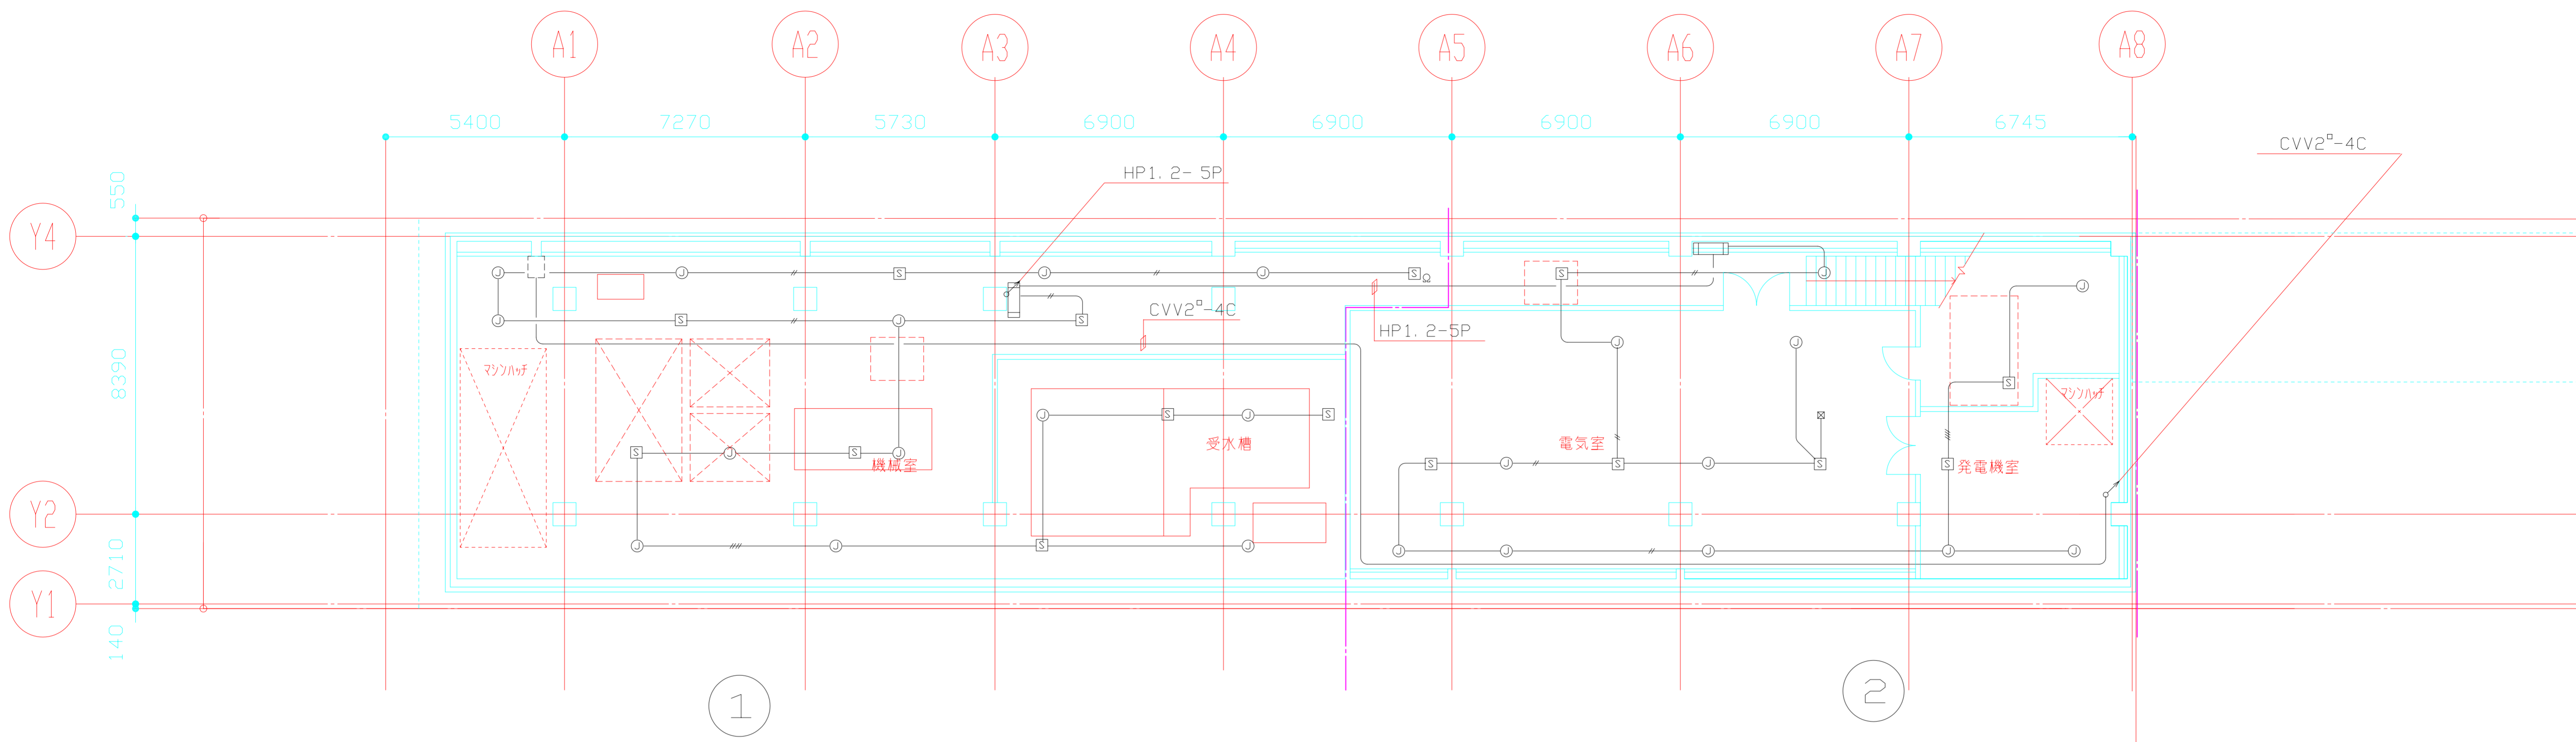 A1 A2 A3 A4 A5 A6 A7 A8
5400 7270 5730 6900 6900 6900 6900 6745
CVV2□-4C
HP1.2-5P
550
Y4
CVV2□-4C
HP1.2-5P
8390
マシンハッチ
マシンハッチ
受水槽
電気室
機械室
発電機室
Y2
2710
Y1
140
1
2
J S J J S
J S J S
S J S J
J J S J
J S J S
S J
J J
S J S J S
J J J J J
J
S
S